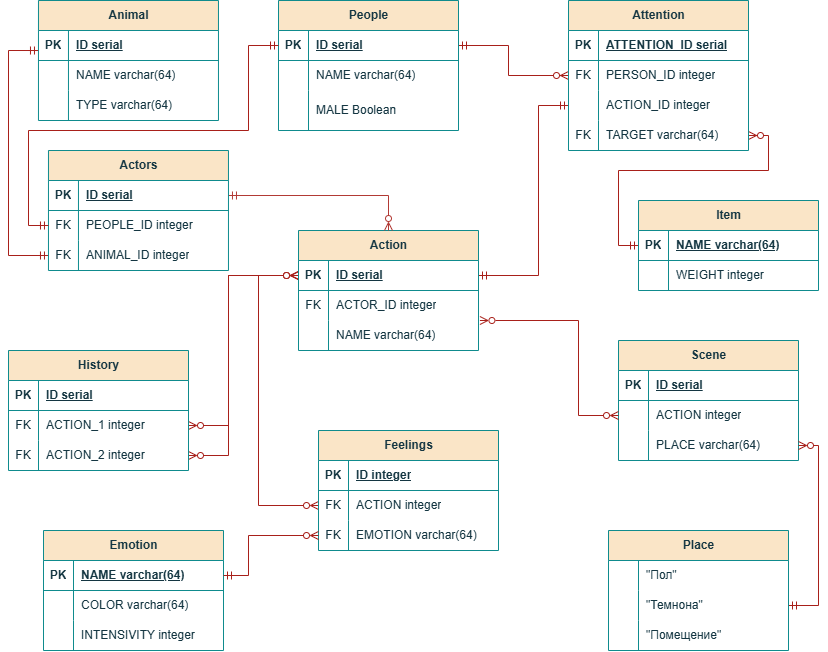 Animal
PK ID serial
NAME varchar(64)
TYPE varchar(64)
People
PK ID serial
NAME varchar(64)
MALE Boolean
Attention
PK ATTENTION_ID serial
FK PERSON_ID integer
ACTION_ID integer
FK TARGET varchar(64)
Actors
PK ID serial
FK PEOPLE_ID integer
FK ANIMAL_ID integer
Item
PK NAME varchar(64)
WEIGHT integer
Action
PK ID serial
FK ACTOR_ID integer
NAME varchar(64)
History
PK ID serial
FK ACTION_1 integer
FK ACTION_2 integer
Scene
PK ID serial
ACTION integer
PLACE varchar(64)
Feelings
PK ID integer
FK ACTION integer
FK EMOTION varchar(64)
Emotion
PK NAME varchar(64)
COLOR varchar(64)
INTENSIVITY integer
Place
"Пол"
"Темнона"
"Помещение"